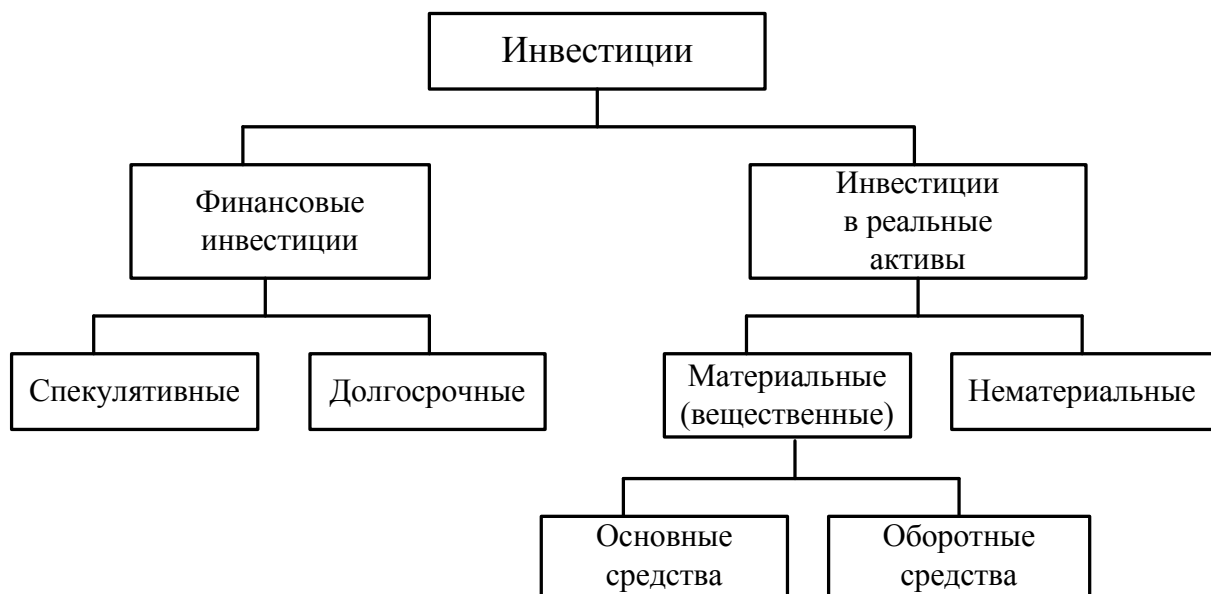 Инвестиции
Финансовые
инвестиции
Инвестиции
в реальные
активы
Спекулятивные
Долгосрочные
Материальные
(вещественные)
Нематериальные
Основные
средства
Оборотные
средства